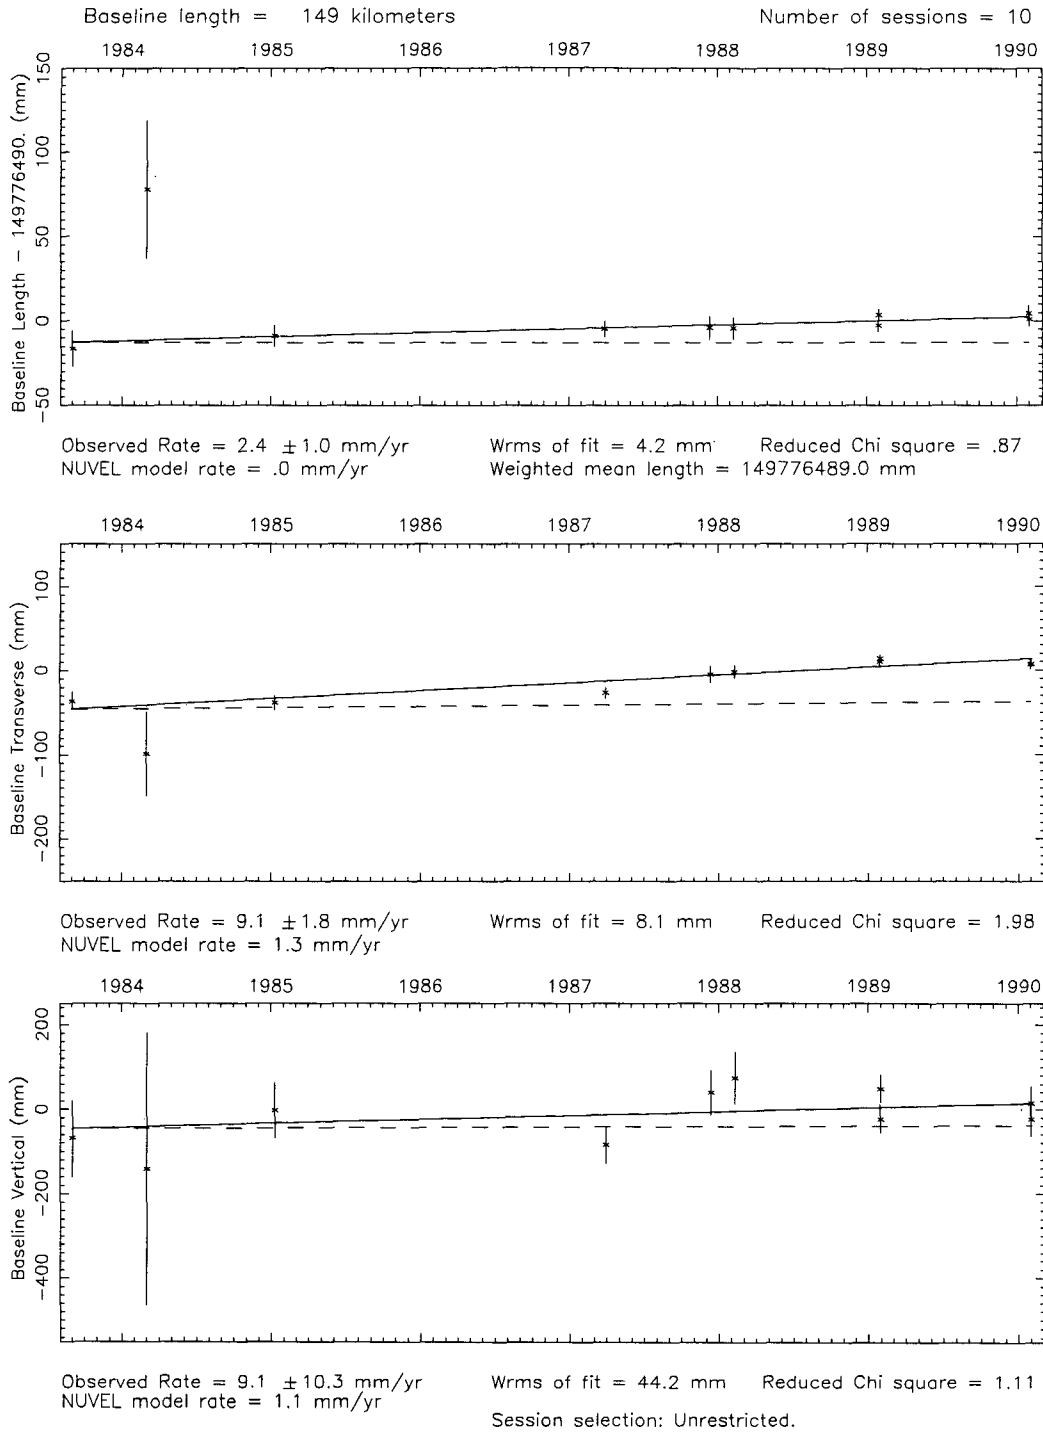 Baseline length = 149 kilometers Number of sessions = 10
1984 1985 1986 1987 1988 1989 1990
Baseline Length – 149776490. (mm)
150
100
50
0
−50
Observed Rate = 2.4 ±1.0 mm/yr Wrms of fit = 4.2 mm Reduced Chi square = .87
NUVEL model rate = .0 mm/yr Weighted mean length = 149776489.0 mm
1984 1985 1986 1987 1988 1989 1990
Baseline Transverse (mm)
100
0
−100
−200
Observed Rate = 9.1 ±1.8 mm/yr Wrms of fit = 8.1 mm Reduced Chi square = 1.98
NUVEL model rate = 1.3 mm/yr
1984 1985 1986 1987 1988 1989 1990
Baseline Vertical (mm)
200
0
−200
−400
Observed Rate = 9.1 ±10.3 mm/yr Wrms of fit = 44.2 mm Reduced Chi square = 1.11
NUVEL model rate = 1.1 mm/yr
Session selection: Unrestricted.